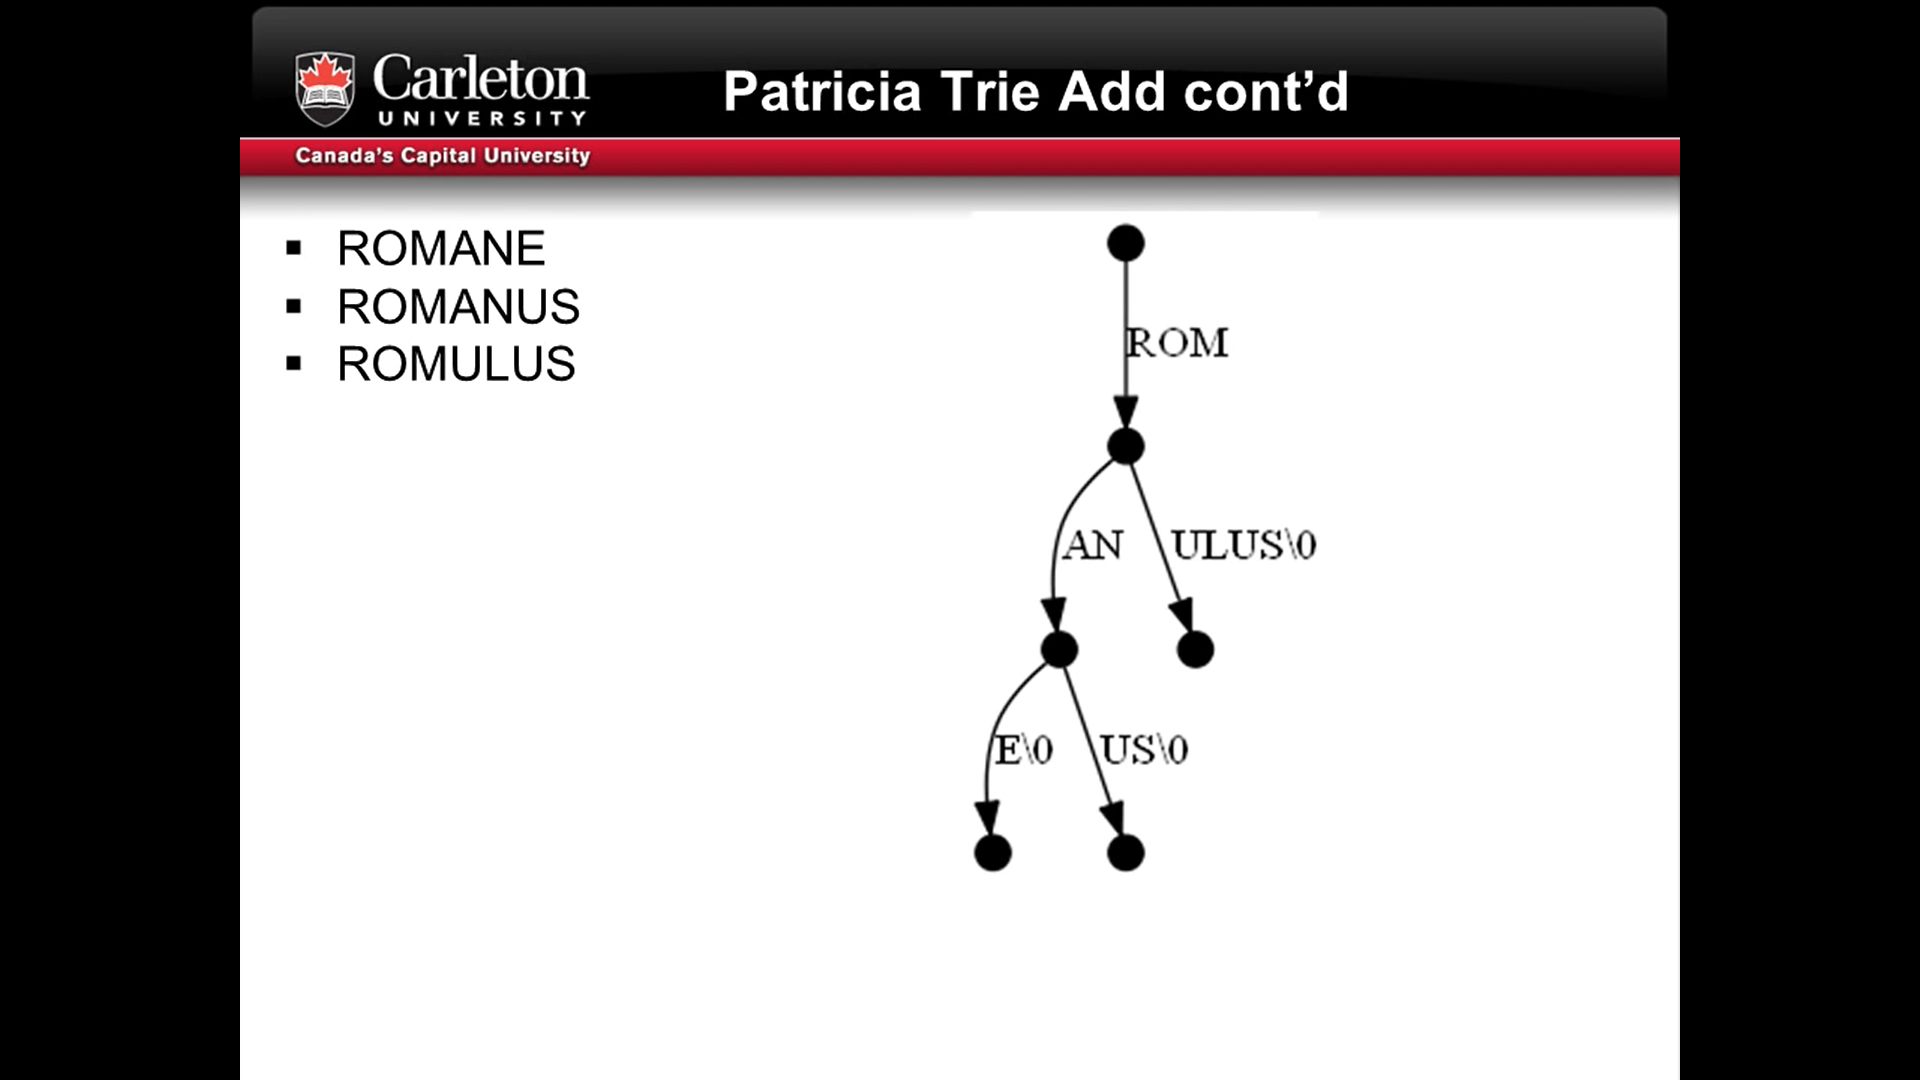 Carleton
UNIVERSITY
Canada's Capital University
Patricia Trie Add cont’d
ROMANE
ROMANUS
ROMULUS
ROM
AN
ULUS\0
E\0
US\0